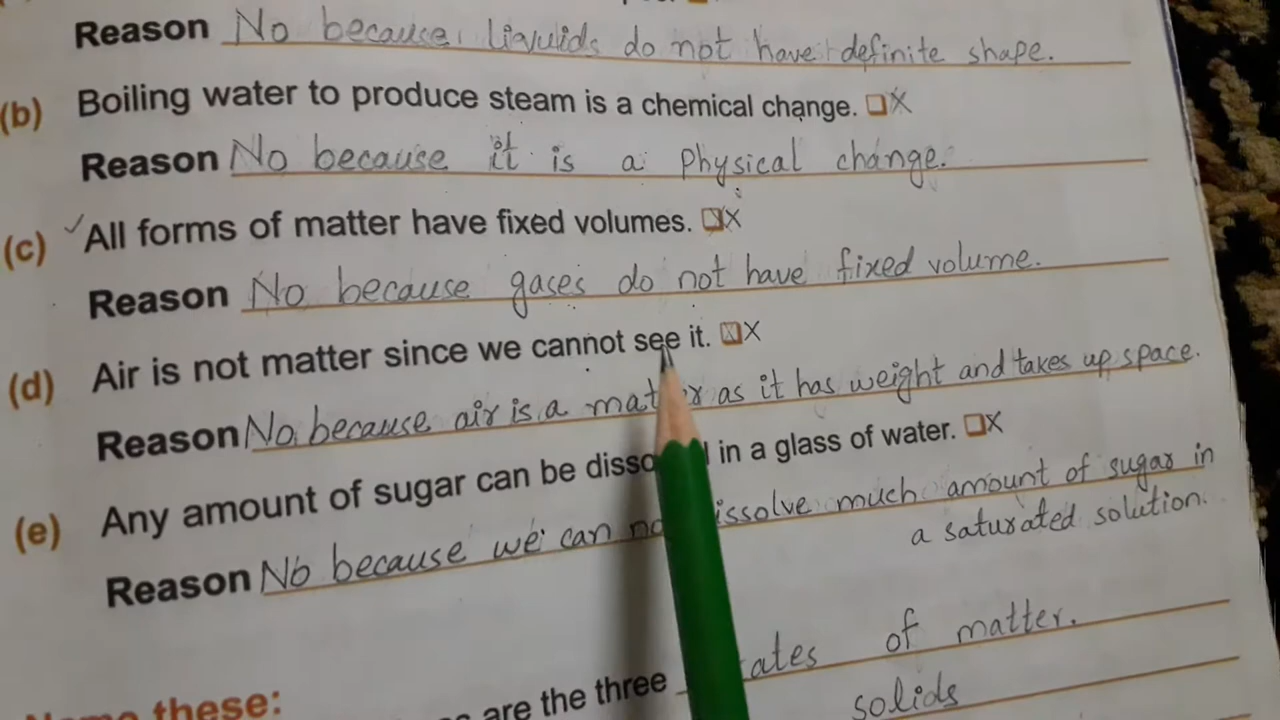 Reason No because liquids do not have definite shape.
(b) Boiling water to produce steam is a chemical change. X
Reason No because it is a physical change.
(c) All forms of matter have fixed volumes. X
Reason No because gases do not have fixed volume.
(d) Air is not matter since we cannot see it. X
Reason No because air is a matter as it has weight and takes up space.
(e) Any amount of sugar can be disso in a glass of water. X
Reason No because we can no issolve much amount of sugar in
a saturated solution.
are the three ates of matter.
these: solids